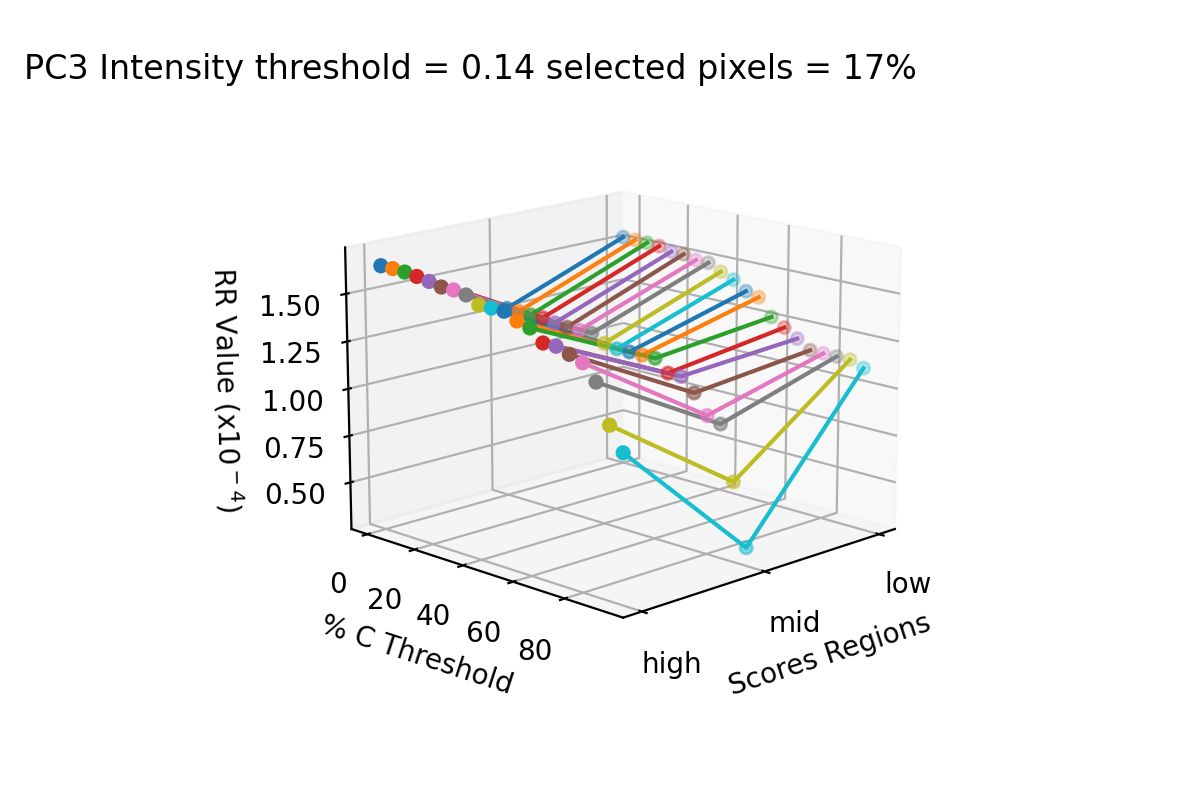 PC3 Intensity threshold = 0.14 selected pixels = 17%
RR Value (x10⁻⁴)
1.50
1.25
1.00
0.75
0.50
0
20
40
60
80
% C Threshold
high
mid
low
Scores Regions